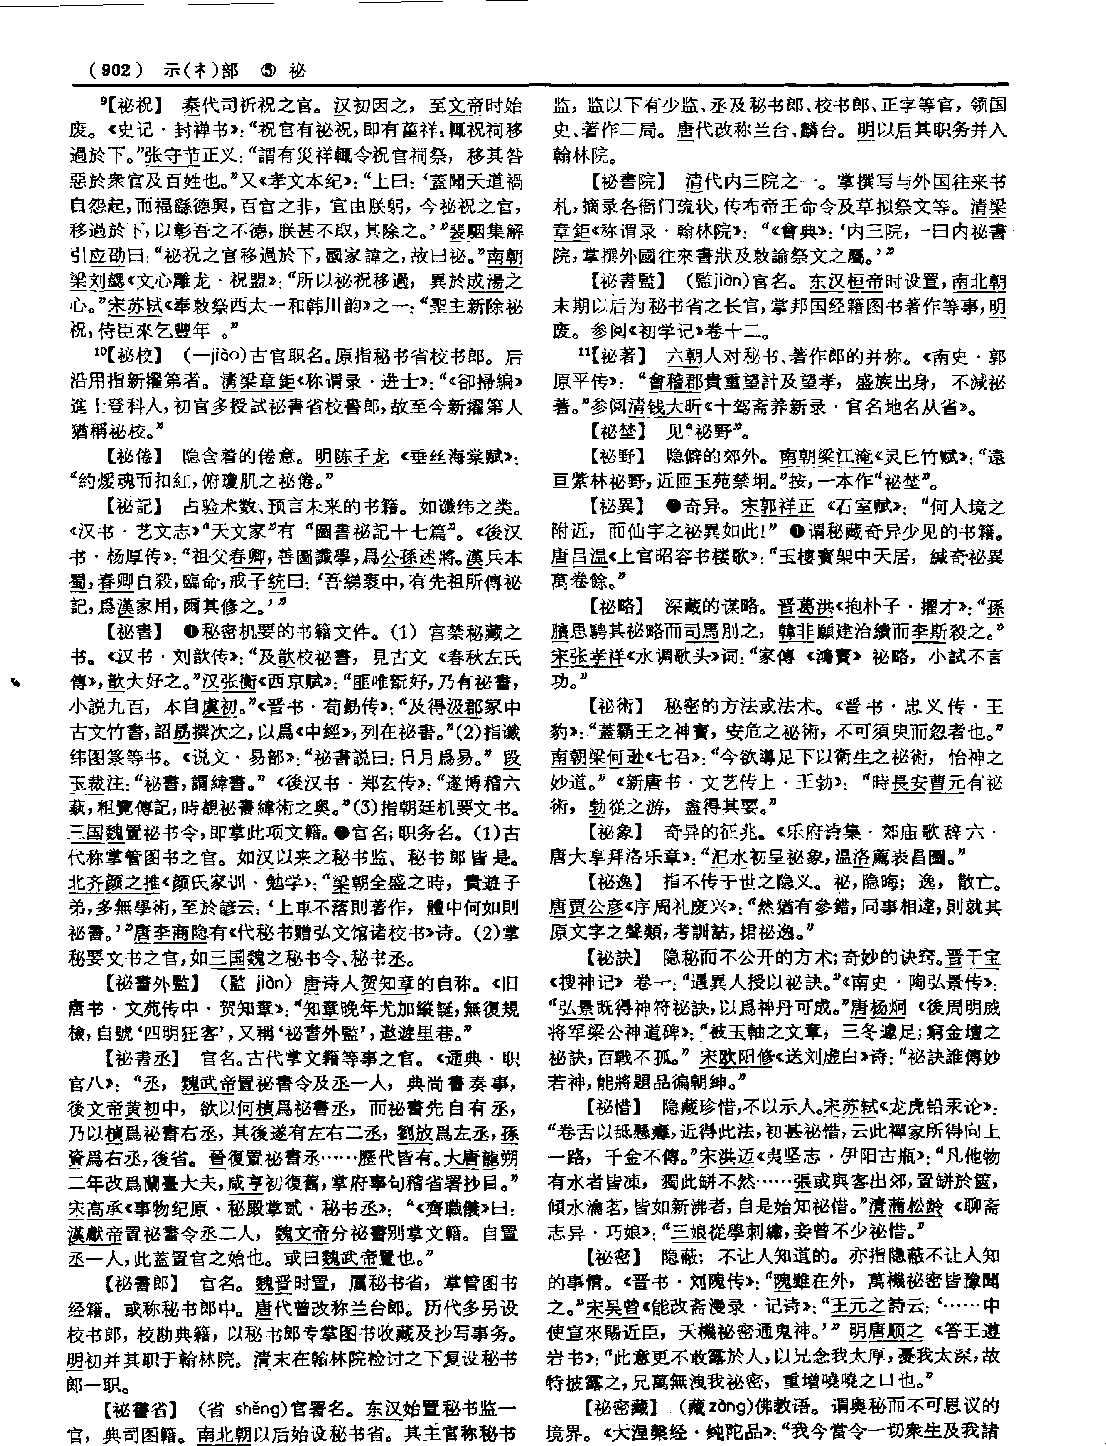 (902) 示(礻)部 ⑤ 祕
⁹【祕祝】 秦代司祈祝之官。汉初因之，至文帝时始
废。《史记·封禅书》：“祝官有祕祝，即有菑祥，輒祝祠移
過於下。”张守节正义：“謂有災祥輒令祝官祠祭，移其咎
惡於衆官及百姓也。”又《孝文本纪》：“上曰：‘蓋聞天道禍
自怨起，而福繇德興，百官之非，宜由朕躬，今祕祝之官，
移過於下，以彰吾之不德，朕甚不取，其除之。’”裴駰集解
引应劭曰：“祕祝之官移過於下，國家諱之，故曰祕。”南朝
梁刘勰《文心雕龙·祝盟》：“所以祕祝移過，異於成湯之
心。”宋苏轼《奉敕祭西太一和韩川韵》之一：“聖主新除祕
祝，侍臣來乞豐年。”
¹⁰【祕校】 （—jiào）古官职名。原指秘书省校书郎。后
沿用指新擢第者。清梁章鉅《称谓录·进士》：“《卻掃編》
進士登科人，初官多授試祕書省校書郎，故至今新擢第人
猶稱祕校。”
【祕倦】 隐含着的倦意。明陈子龙《垂丝海棠赋》：
“約煖魂而扣紅，俯瓊肌之祕倦。”
【祕記】 占验术数、预言未来的书籍。如谶纬之类。
《汉书·艺文志》“天文家”有“圖書祕記十七篇”。《後汉
书·杨厚传》：“祖父春卿，善圖讖學，爲公孫述將。漢兵本
蜀，春卿自殺，臨命，戒子統曰：‘吾綈袠中，有先祖所傳祕
記，爲漢家用，爾其修之。’”
【祕書】 ❶秘密机要的书籍文件。(1)宫禁秘藏之
书。《汉书·刘歆传》：“及歆校祕書，見古文《春秋左氏
傳》，歆大好之。”汉张衡《西京赋》：“匪唯翫好，乃有祕書，
小說九百，本自虞初。”《晋书·荀勖传》：“及得汲郡冢中
古文竹書，詔勗撰次之，以爲《中經》，列在祕書。”(2)指谶
纬图箓等书。《说文·易部》：“祕書說曰：日月爲易。”段
玉裁注：“祕書，謂緯書。”《後汉书·郑玄传》：“遂博稽六
蓺，粗覽傳記，時覩祕書緯術之奥。”(3)指朝廷机要文书。
三国魏置祕书令，即掌此项文籍。❷官名；职务名。(1)古
代称掌管图书之官。如汉以来之秘书监、秘书郎皆是。
北齐颜之推《颜氏家训·勉学》：“梁朝全盛之時，貴遊子
弟，多無學術，至於諺云：‘上車不落則著作，體中何如則
祕書。’”唐李商隐有《代秘书赠弘文馆诸校书》诗。(2)掌
秘要文书之官，如三国魏之秘书令、秘书丞。
【祕書外監】 （監 jiàn）唐诗人贺知章的自称。《旧
唐书·文苑传中·贺知章》：“知章晚年尤加縱誕，無復規
檢，自號‘四明狂客’，又稱‘祕書外監’，遨遊里巷。”
【祕書丞】 官名。古代掌文籍等事之官。《通典·职
官八》：“丞，魏武帝置祕書令及丞一人，典尚書奏事，
後文帝黄初中，欲以何楨爲祕書丞，而祕書先自有丞，
乃以楨爲祕書右丞，其後遂有左右二丞，劉放爲左丞，孫
資爲右丞，後省。晉復置祕書丞……歷代皆有。大唐龍朔
二年改爲蘭臺大夫，咸亨初復舊，掌府事句稽省署抄目。”
宋高承《事物纪原·秘殿掌贰·秘书丞》：“《齊職儀》曰：
漢獻帝置祕書令丞二人，魏文帝分祕書别掌文籍。自置
丞一人，此蓋置官之始也。或曰魏武帝置也。”
【祕書郎】 官名。魏晋时置，属秘书省，掌管图书
经籍。或称秘书郎中。唐代曾改称兰台郎。历代多另设
校书郎，校勘典籍，以秘书郎专掌图书收藏及抄写事务。
明初并其职于翰林院。清末在翰林院检讨之下复设秘书
郎一职。
【祕書省】 （省 shěng）官署名。东汉始置秘书监一
官，典司图籍。南北朝以后始设秘书省。其主官称秘书
监，监以下有少监、丞及秘书郎、校书郎、正字等官，领国
史、著作二局。唐代改称兰台、麟台。明以后其职务并入
翰林院。
【祕書院】 清代内三院之一。掌撰写与外国往来书
札，摘录各衙门疏状，传布帝王命令及草拟祭文等。清梁
章鉅《称谓录·翰林院》：“《會典》：‘内三院，一曰内祕書
院，掌撰外國往來書狀及敕諭祭文之屬。’”
【祕書監】 （監jiàn）官名。东汉桓帝时设置，南北朝
末期以后为秘书省之长官，掌邦国经籍图书著作等事，明
废。参阅《初学记》卷十二。
¹¹【祕著】 六朝人对秘书、著作郎的并称。《南史·郭
原平传》：“會稽郡貴重望計及望孝，盛族出身，不減祕
著。”参阅清钱大昕《十驾斋养新录·官名地名从省》。
【祕埜】 见“祕野”。
【祕野】 隐僻的郊外。南朝梁江淹《灵丘竹赋》：“遠
亘紫林祕野，近匝玉苑禁坰。”按，一本作“祕埜”。
【祕異】 ❶奇异。宋郭祥正《石室赋》：“何人境之
附近，而仙宇之祕異如此！”❷谓秘藏奇异少见的书籍。
唐吕温《上官昭容书楼歌》：“玉樓寶架中天居，緘奇祕異
萬卷餘。”
【祕略】 深藏的谋略。晋葛洪《抱朴子·擢才》：“孫
臏思騁其祕略而司馬刖之，韓非願建治績而李斯殺之。”
宋张孝祥《水调歌头》词：“家傳《鴻寶》祕略，小試不言
功。”
【祕術】 秘密的方法或法术。《晋书·忠义传·王
豹》：“蓋霸王之神寶，安危之祕術，不可須臾而忽者也。”
南朝梁何逊《七召》：“今欲導足下以衛生之祕術，怡神之
妙道。”《新唐书·文艺传上·王勃》：“時長安曹元有祕
術，勃從之游，盡得其要。”
【祕象】 奇异的征兆。《乐府诗集·郊庙歌辞六·
唐大享拜洛乐章》：“汜水初呈祕象，温洛薦表昌圖。”
【祕逸】 指不传于世之隐义。祕，隐晦；逸，散亡。
唐贾公彦《序周礼废兴》：“然猶有参錯，同事相違，則就其
原文字之聲類，考訓詁，捃祕逸。”
【祕訣】 隐秘而不公开的方术；奇妙的诀窍。晋干宝
《搜神记》卷一：“遇異人授以祕訣。”《南史·陶弘景传》：
“弘景既得神符祕訣，以爲神丹可成。”唐杨炯《後周明威
将军梁公神道碑》：“披玉軸之文章，三冬遽足；窮金壇之
祕訣，百戰不孤。”宋欧阳修《送刘虚白》诗：“祕訣誰傳妙
若神，能將題品徧朝紳。”
【祕惜】 隐藏珍惜，不以示人。宋苏轼《龙虎铅汞论》：
“卷舌以舐懸癰，近得此法，初甚祕惜，云此禪家所得向上
一路，千金不傳。”宋洪迈《夷坚志·伊阳古瓶》：“凡他物
有水者皆凍，獨此缾不然……張或與客出郊，置缾於篋，
傾水瀹茗，皆如新沸者，自是始知祕惜。”清蒲松龄《聊斋
志异·巧娘》：“三娘從學刺繡，妾曾不少祕惜。”
【祕密】 隐蔽；不让人知道的。亦指隐蔽不让人知
的事情。《晋书·刘隗传》：“隗雖在外，萬機祕密皆豫聞
之。”宋吴曾《能改斋漫录·记诗》：“王元之詩云：‘……中
使宣來賜近臣，天機祕密通鬼神。’”明唐顺之《答王遵
岩书》：“此意更不敢露於人，以兄念我太厚，憂我太深，故
特披露之，兄萬無洩我祕密，重增嘵嘵之口也。”
【祕密藏】 （藏zàng）佛教语。谓奥秘而不可思议的
境界。《大涅槃经·纯陀品》：“我今當令一切衆生及我諸